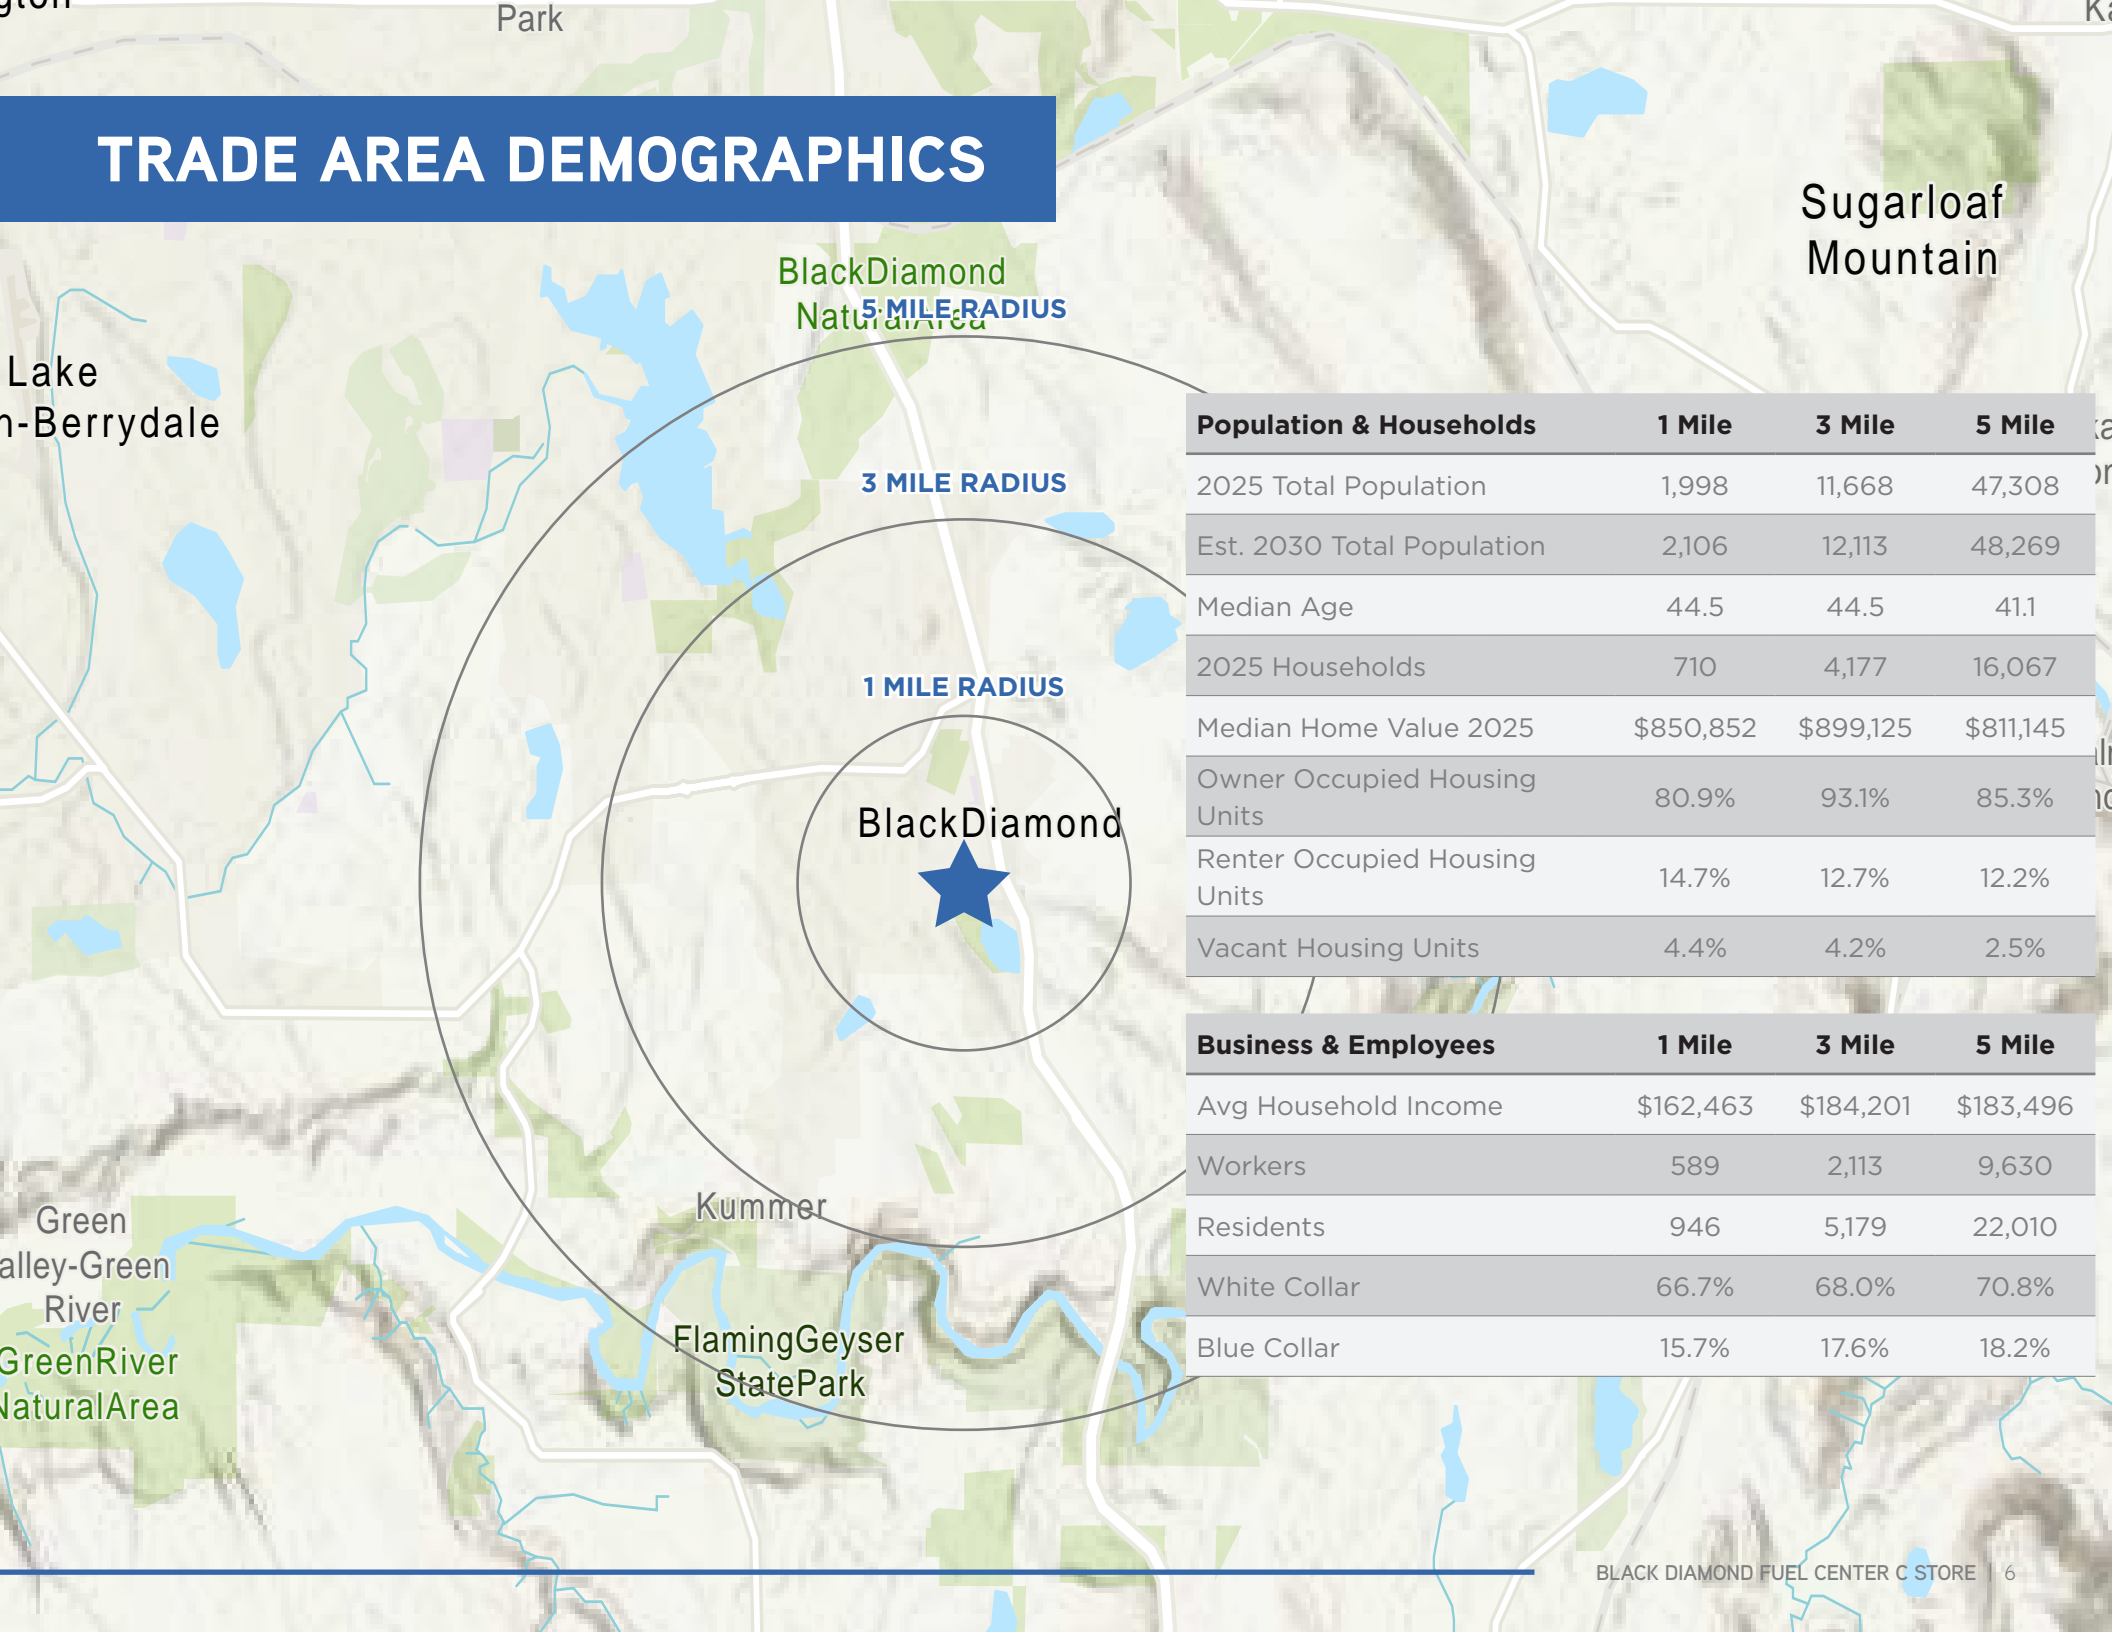 Park
TRADE AREA DEMOGRAPHICS
Sugarloaf
Mountain
BlackDiamond
NaturalArea
5 MILE RADIUS
Lake
n-Berrydale
3 MILE RADIUS
1 MILE RADIUS
BlackDiamond
Population & Households 1 Mile 3 Mile 5 Mile
2025 Total Population 1,998 11,668 47,308
Est. 2030 Total Population 2,106 12,113 48,269
Median Age 44.5 44.5 41.1
2025 Households 710 4,177 16,067
Median Home Value 2025 $850,852 $899,125 $811,145
Owner Occupied Housing
Units 80.9% 93.1% 85.3%
Renter Occupied Housing
Units 14.7% 12.7% 12.2%
Vacant Housing Units 4.4% 4.2% 2.5%
Business & Employees 1 Mile 3 Mile 5 Mile
Avg Household Income $162,463 $184,201 $183,496
Workers 589 2,113 9,630
Residents 946 5,179 22,010
White Collar 66.7% 68.0% 70.8%
Blue Collar 15.7% 17.6% 18.2%
Kummer
Green
alley-Green
River
GreenRiver
NaturalArea
FlamingGeyser
StatePark
BLACK DIAMOND FUEL CENTER C STORE | 6